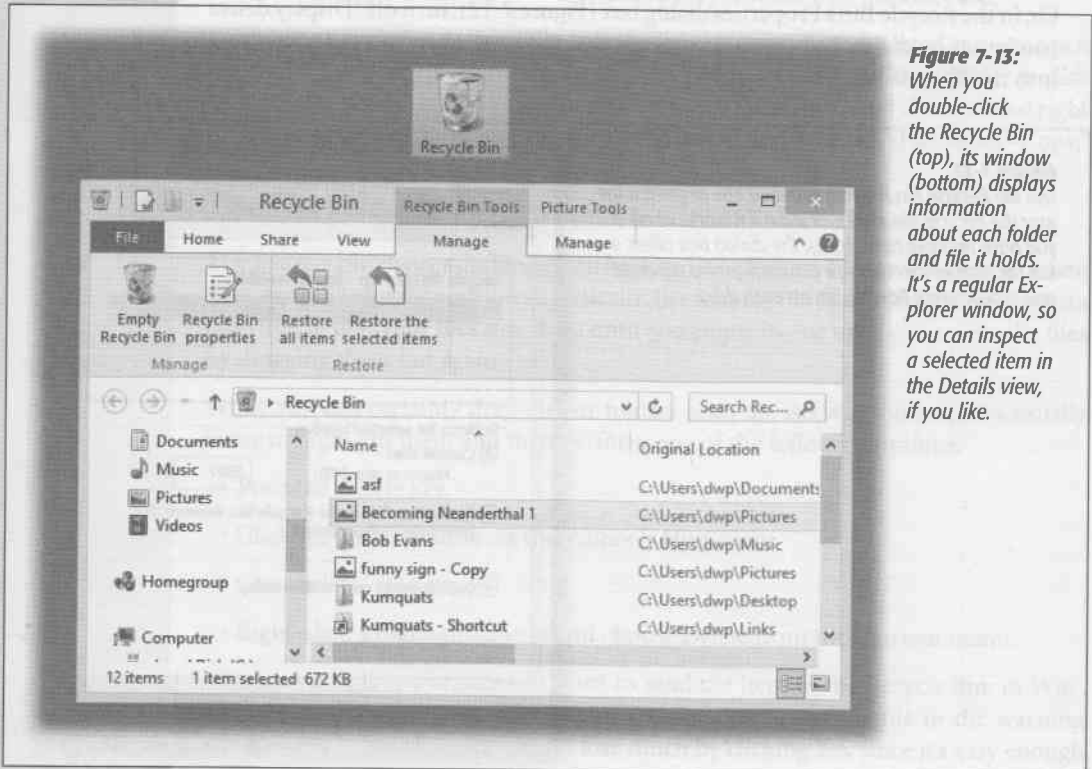 Figure 7-13:
When you
double-click
the Recycle Bin
(top), its window
(bottom) displays
information
about each folder
and file it holds.
It's a regular Ex-
plorer window, so
you can inspect
a selected item in
the Details view,
if you like.
Recycle Bin
Recycle Bin Recycle Bin Tools Picture Tools
File Home Share View Manage Manage
Empty Recycle Bin Restore Restore the
Recycle Bin properties all items selected items
Manage Restore
Recycle Bin Search Rec...
Documents Name Original Location
Music asf C:\Users\dwp\Documents
Pictures Becoming Neanderthal 1 C:\Users\dwp\Pictures
Videos Bob Evans C:\Users\dwp\Music
funny sign - Copy C:\Users\dwp\Pictures
Homegroup Kumquats C:\Users\dwp\Desktop
Computer Kumquats - Shortcut C:\Users\dwp\Links
12 items 1 item selected 672 KB